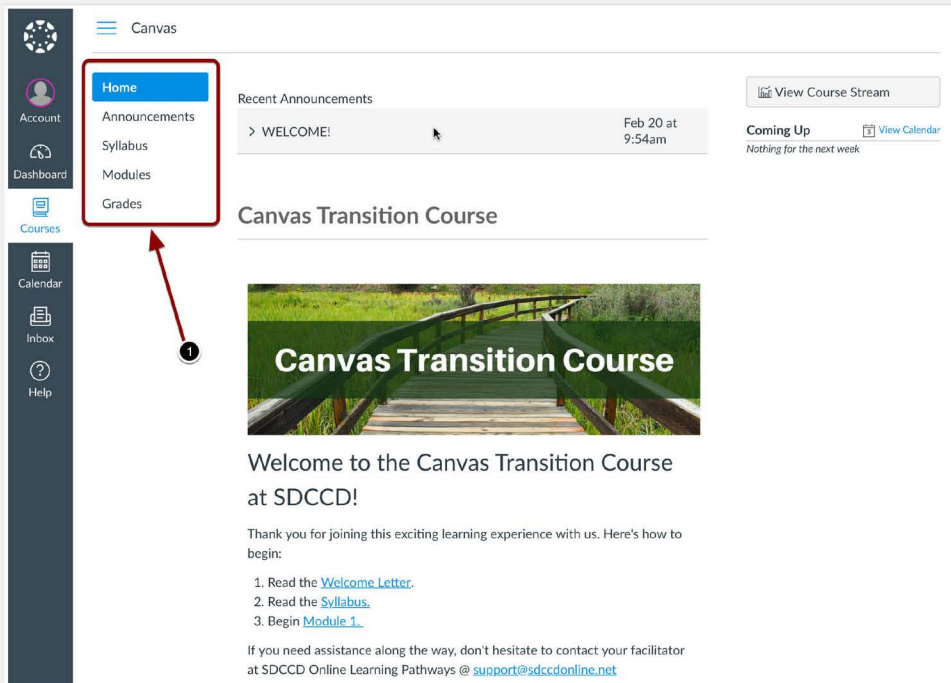 Canvas
Account
Dashboard
Courses
Calendar
Inbox
Help
Home
Announcements
Syllabus
Modules
Grades
1
Recent Announcements
WELCOME!
Feb 20 at
9:54am
Canvas Transition Course
Canvas Transition Course
Welcome to the Canvas Transition Course
at SDCCD!
Thank you for joining this exciting learning experience with us. Here's how to
begin:
1. Read the Welcome Letter.
2. Read the Syllabus.
3. Begin Module 1.
If you need assistance along the way, don't hesitate to contact your facilitator
at SDCCD Online Learning Pathways @ support@sdccdonline.net
View Course Stream
Coming Up
View Calendar
Nothing for the next week